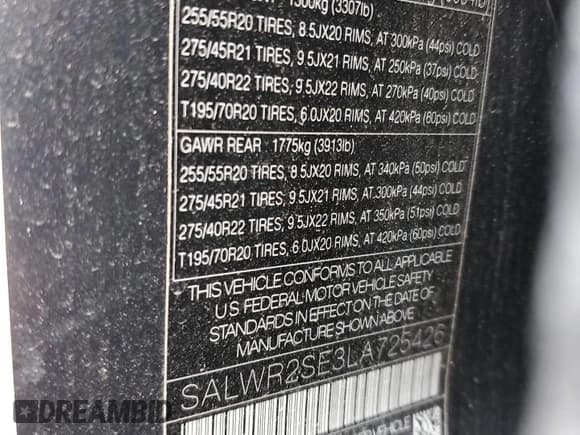 1500kg (3307lb)
255/55R20 TIRES, 8.5JX20 RIMS, AT 300kPa (44psi) COLD
275/45R21 TIRES, 9.5JX21 RIMS, AT 250kPa (37psi) COLD
275/40R22 TIRES, 9.5JX22 RIMS, AT 270kPa (40psi) COLD
T195/70R20 TIRES, 6.0JX20 RIMS, AT 420kPa (60psi) COLD
GAWR REAR 1775kg (3913lb)
255/55R20 TIRES, 8.5JX20 RIMS, AT 340kPa (50psi) COLD
275/45R21 TIRES, 9.5JX21 RIMS, AT 300kPa (44psi) COLD
275/40R22 TIRES, 9.5JX22 RIMS, AT 350kPa (51psi) COLD
T195/70R20 TIRES, 6.0JX20 RIMS, AT 420kPa (60psi) COLD
THIS VEHICLE CONFORMS TO ALL APPLICABLE
U.S. FEDERAL MOTOR VEHICLE SAFETY
STANDARDS IN EFFECT ON THE DATE OF
MANUFACTURE SHOWN ABOVE
SALWR2SE3LA725426
VEHICLE
DREAMBID